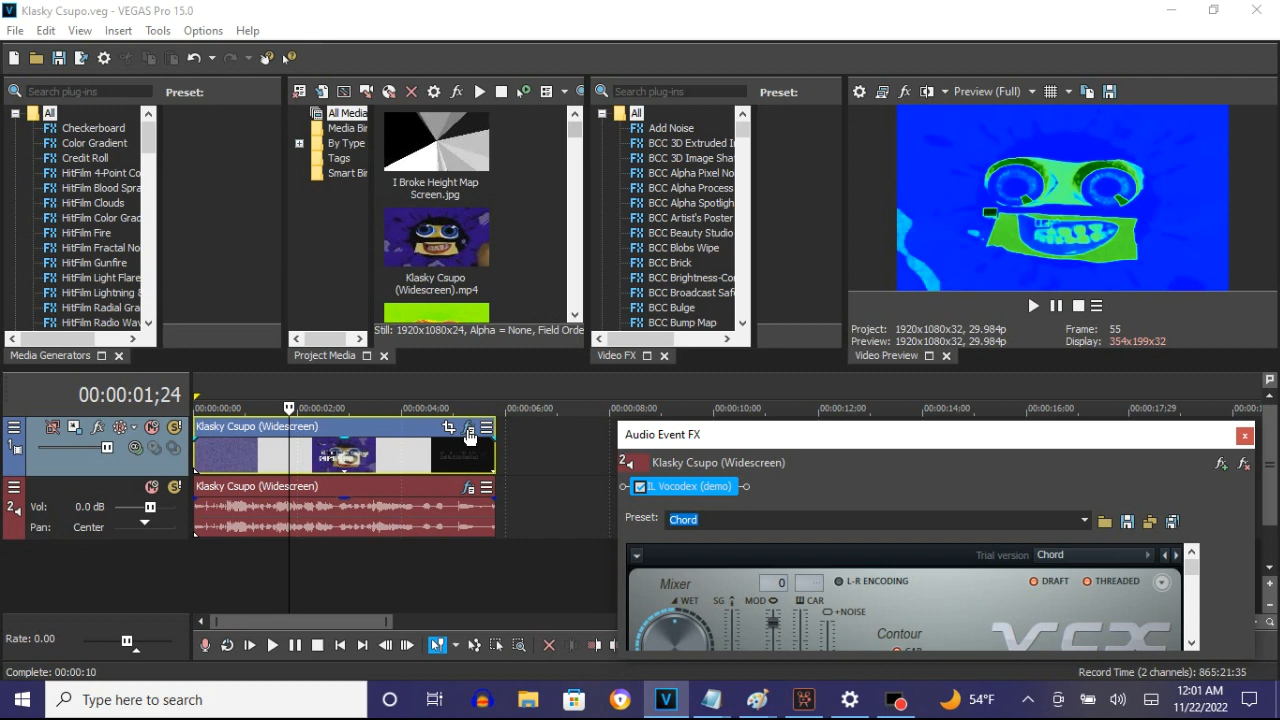 Klasky Csupo.veg - VEGAS Pro 15.0
File Edit View Insert Tools Options Help
Search plug-ins
Preset:
All
Checkerboard
Color Gradient
Credit Roll
HitFilm 4-Point Co
HitFilm Blood Spra
HitFilm Clouds
HitFilm Color Grac
HitFilm Fire
HitFilm Fractal No
HitFilm Gunfire
HitFilm Light Flare
HitFilm Lightning &
HitFilm Radial Gra
HitFilm Radio Wav
Media Generators
All Media
Media Bir
By Type
Tags
Smart Bir
I Broke Height Map
Screen.jpg
Klasky Csupo
(Widescreen).mp4
Still: 1920x1080x24, Alpha = None, Field Orde
Project Media
Search plug-ins
Preset:
All
Add Noise
BCC 3D Extruded I
BCC 3D Image Sha
BCC Alpha Pixel No
BCC Alpha Process
BCC Alpha Spotligh
BCC Artist's Poster
BCC Beauty Studio
BCC Blobs Wipe
BCC Brick
BCC Brightness-Co
BCC Broadcast Safe
BCC Bulge
BCC Bump Map
Video FX
Preview (Full)
Project: 1920x1080x32, 29.984p
Preview: 1920x1080x32, 29.984p
Frame: 55
Display: 354x199x32
Video Preview
00:00:01;24
00:00:00;00 00:00:02;00 00:00:04;00 00:00:06;00 00:00:08;00 00:00:10;00 00:00:12;00 00:00:14;00 00:00:16;00 00:00:17;29
Klasky Csupo (Widescreen)
Klasky Csupo (Widescreen)
2
Vol: 0.0 dB
Pan: Center
Audio Event FX
2 Klasky Csupo (Widescreen)
IL Vocodex (demo)
Preset: Chord
Trial version Chord
Mixer 0 L-R ENCODING DRAFT THREADED
WET SG MOD CAR
+NOISE
Contour
VCX
Rate: 0.00
Complete: 00:00:10
Record Time (2 channels): 865:21:35
Type here to search
54°F
12:01 AM
11/22/2022